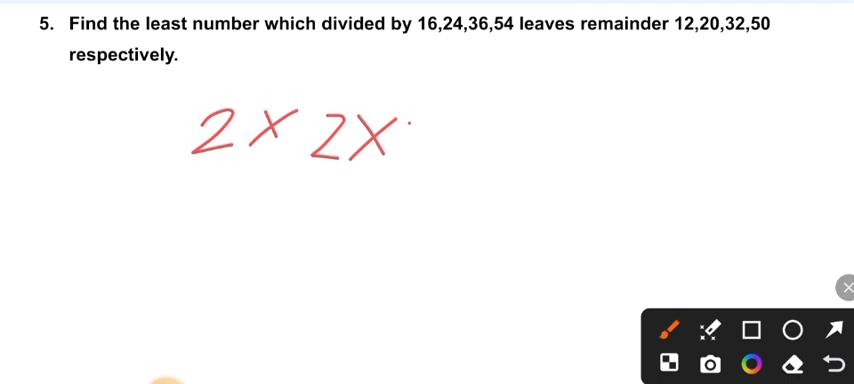 5. Find the least number which divided by 16,24,36,54 leaves remainder 12,20,32,50
respectively.
2 × 2 ×